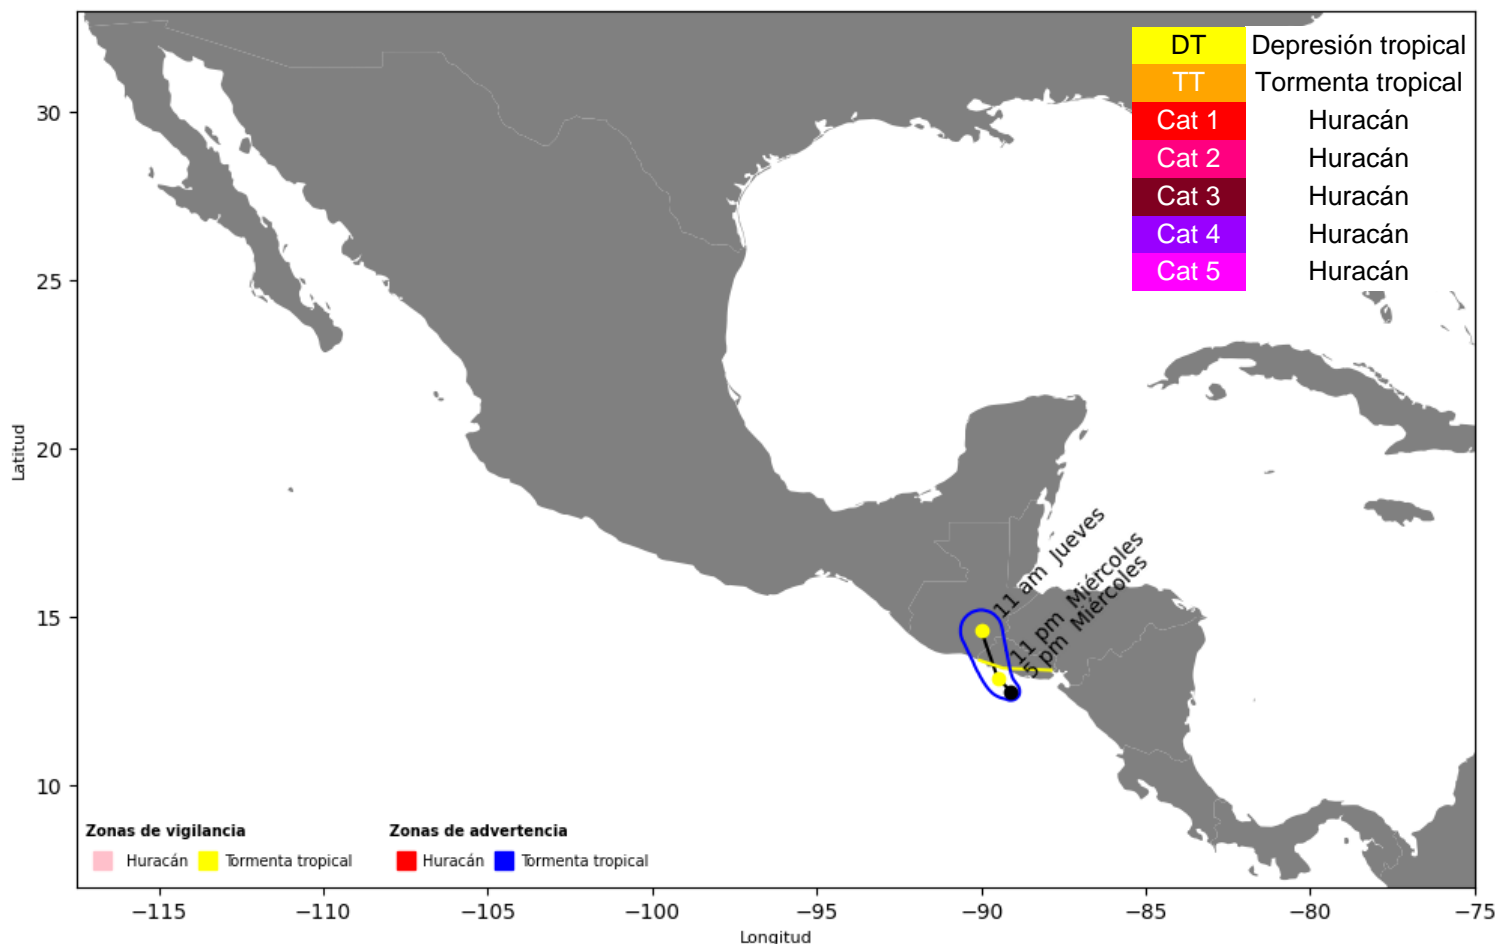 DT Depresión tropical
TT Tormenta tropical
Cat 1 Huracán
Cat 2 Huracán
Cat 3 Huracán
Cat 4 Huracán
Cat 5 Huracán
30
25
20
15
10
Latitud
11 am Jueves
11 pm Miércoles
5 pm Miércoles
Zonas de vigilancia Zonas de advertencia
Huracán Tormenta tropical Huracán Tormenta tropical
−115 −110 −105 −100 −95 −90 −85 −80 −75
Longitud